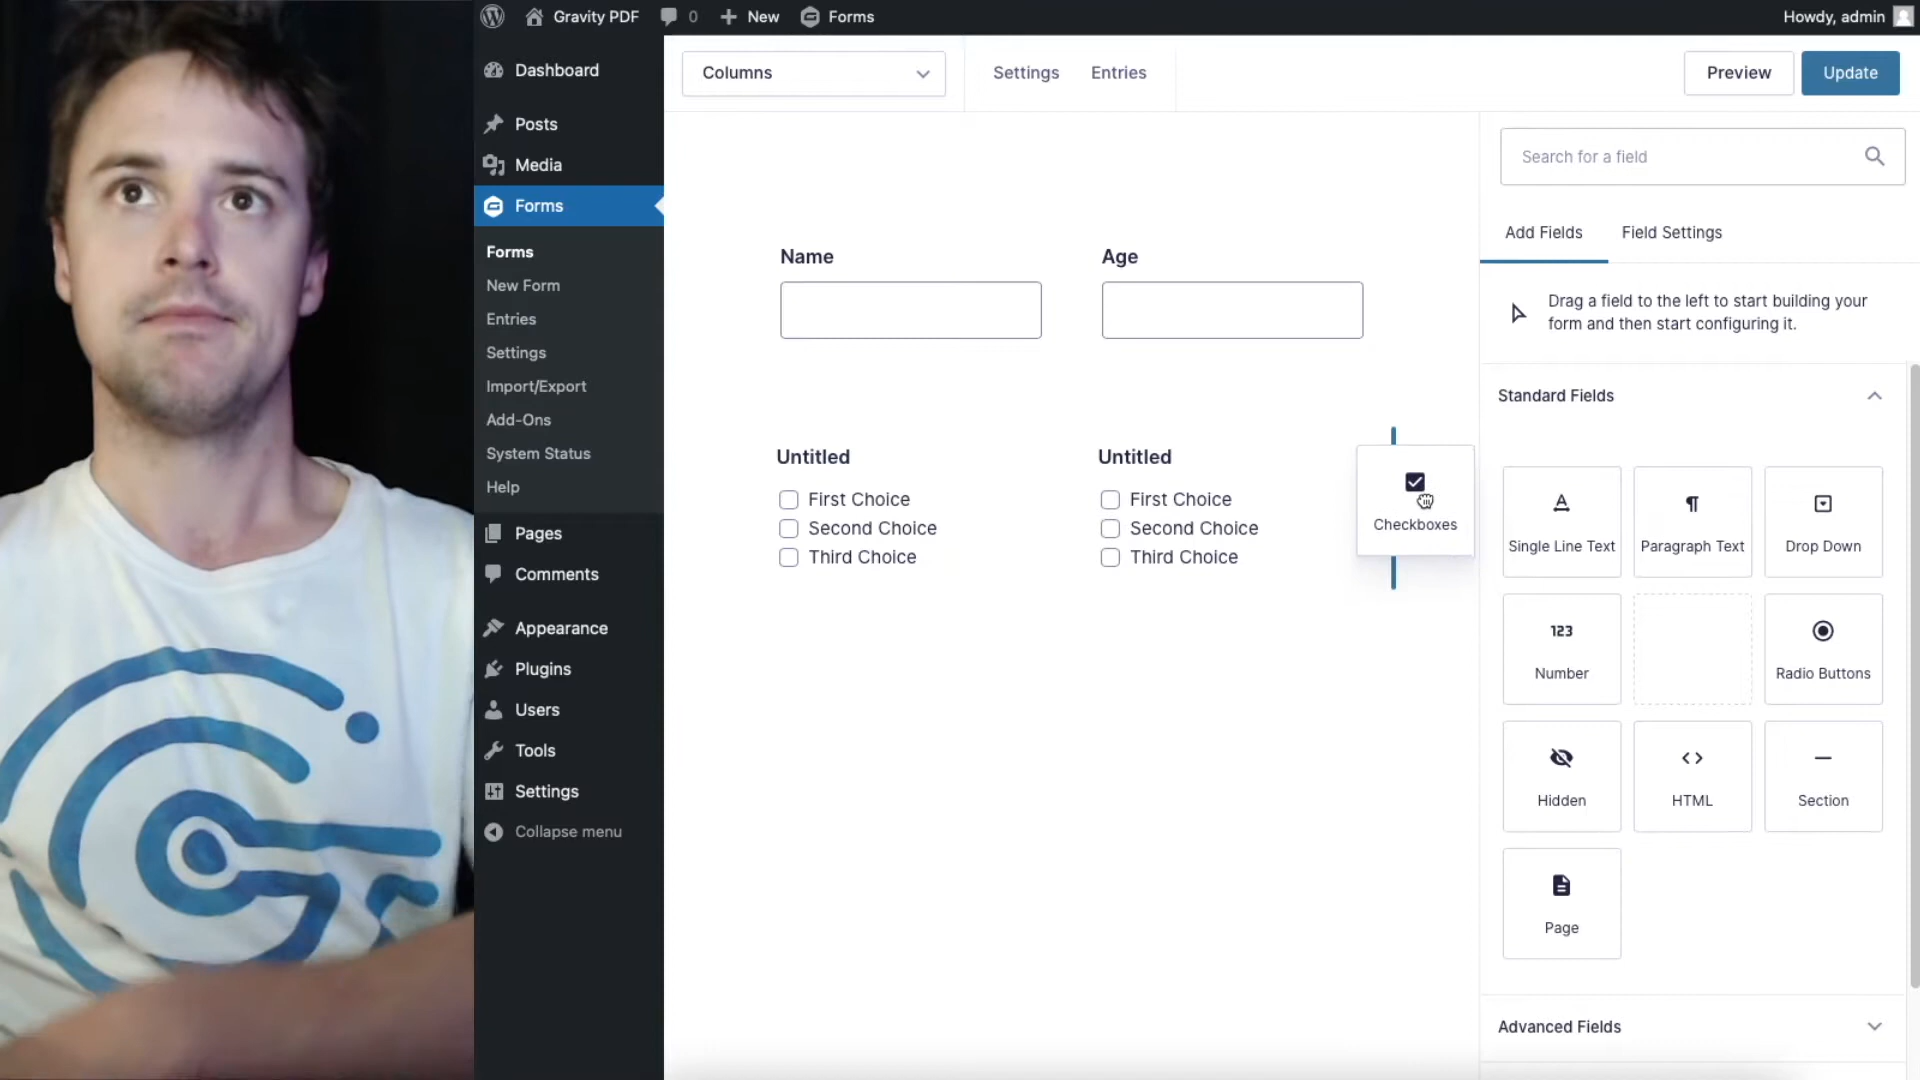 Gravity PDF
0
New
Forms
Howdy, admin
Dashboard
Posts
Media
Forms
Forms
New Form
Entries
Settings
Import/Export
Add-Ons
System Status
Help
Pages
Comments
Appearance
Plugins
Users
Tools
Settings
Collapse menu
Columns
Settings
Entries
Preview
Update
Name
Age
Untitled
First Choice
Second Choice
Third Choice
Untitled
First Choice
Second Choice
Third Choice
Checkboxes
Search for a field
Add Fields
Field Settings
Drag a field to the left to start building your
form and then start configuring it.
Standard Fields
Single Line Text
Paragraph Text
Drop Down
123
Number
Radio Buttons
Hidden
HTML
Section
Page
Advanced Fields